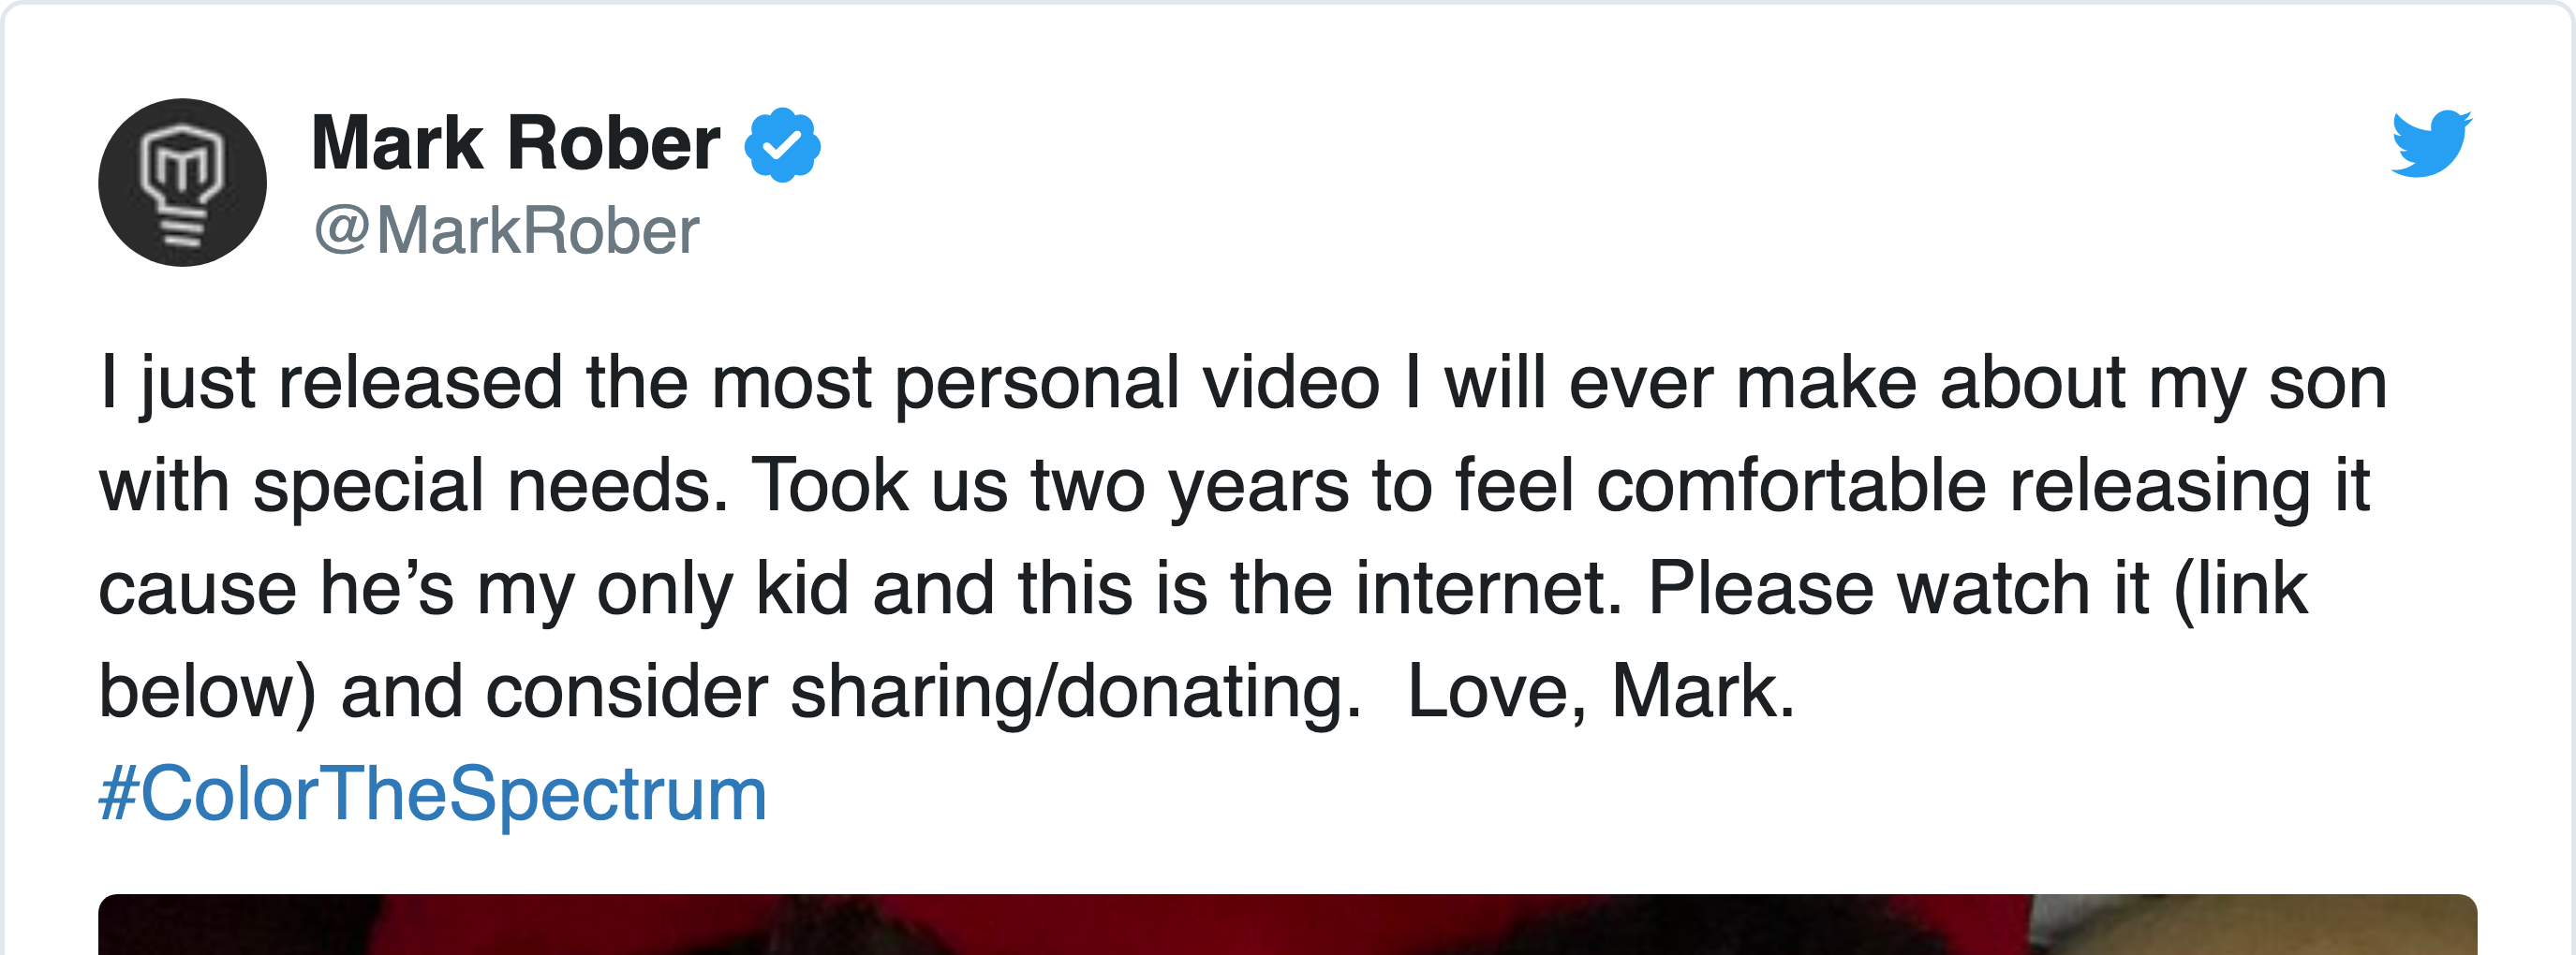 Mark Rober
@MarkRober
I just released the most personal video I will ever make about my son
with special needs. Took us two years to feel comfortable releasing it
cause he’s my only kid and this is the internet. Please watch it (link
below) and consider sharing/donating.  Love, Mark.
#ColorTheSpectrum